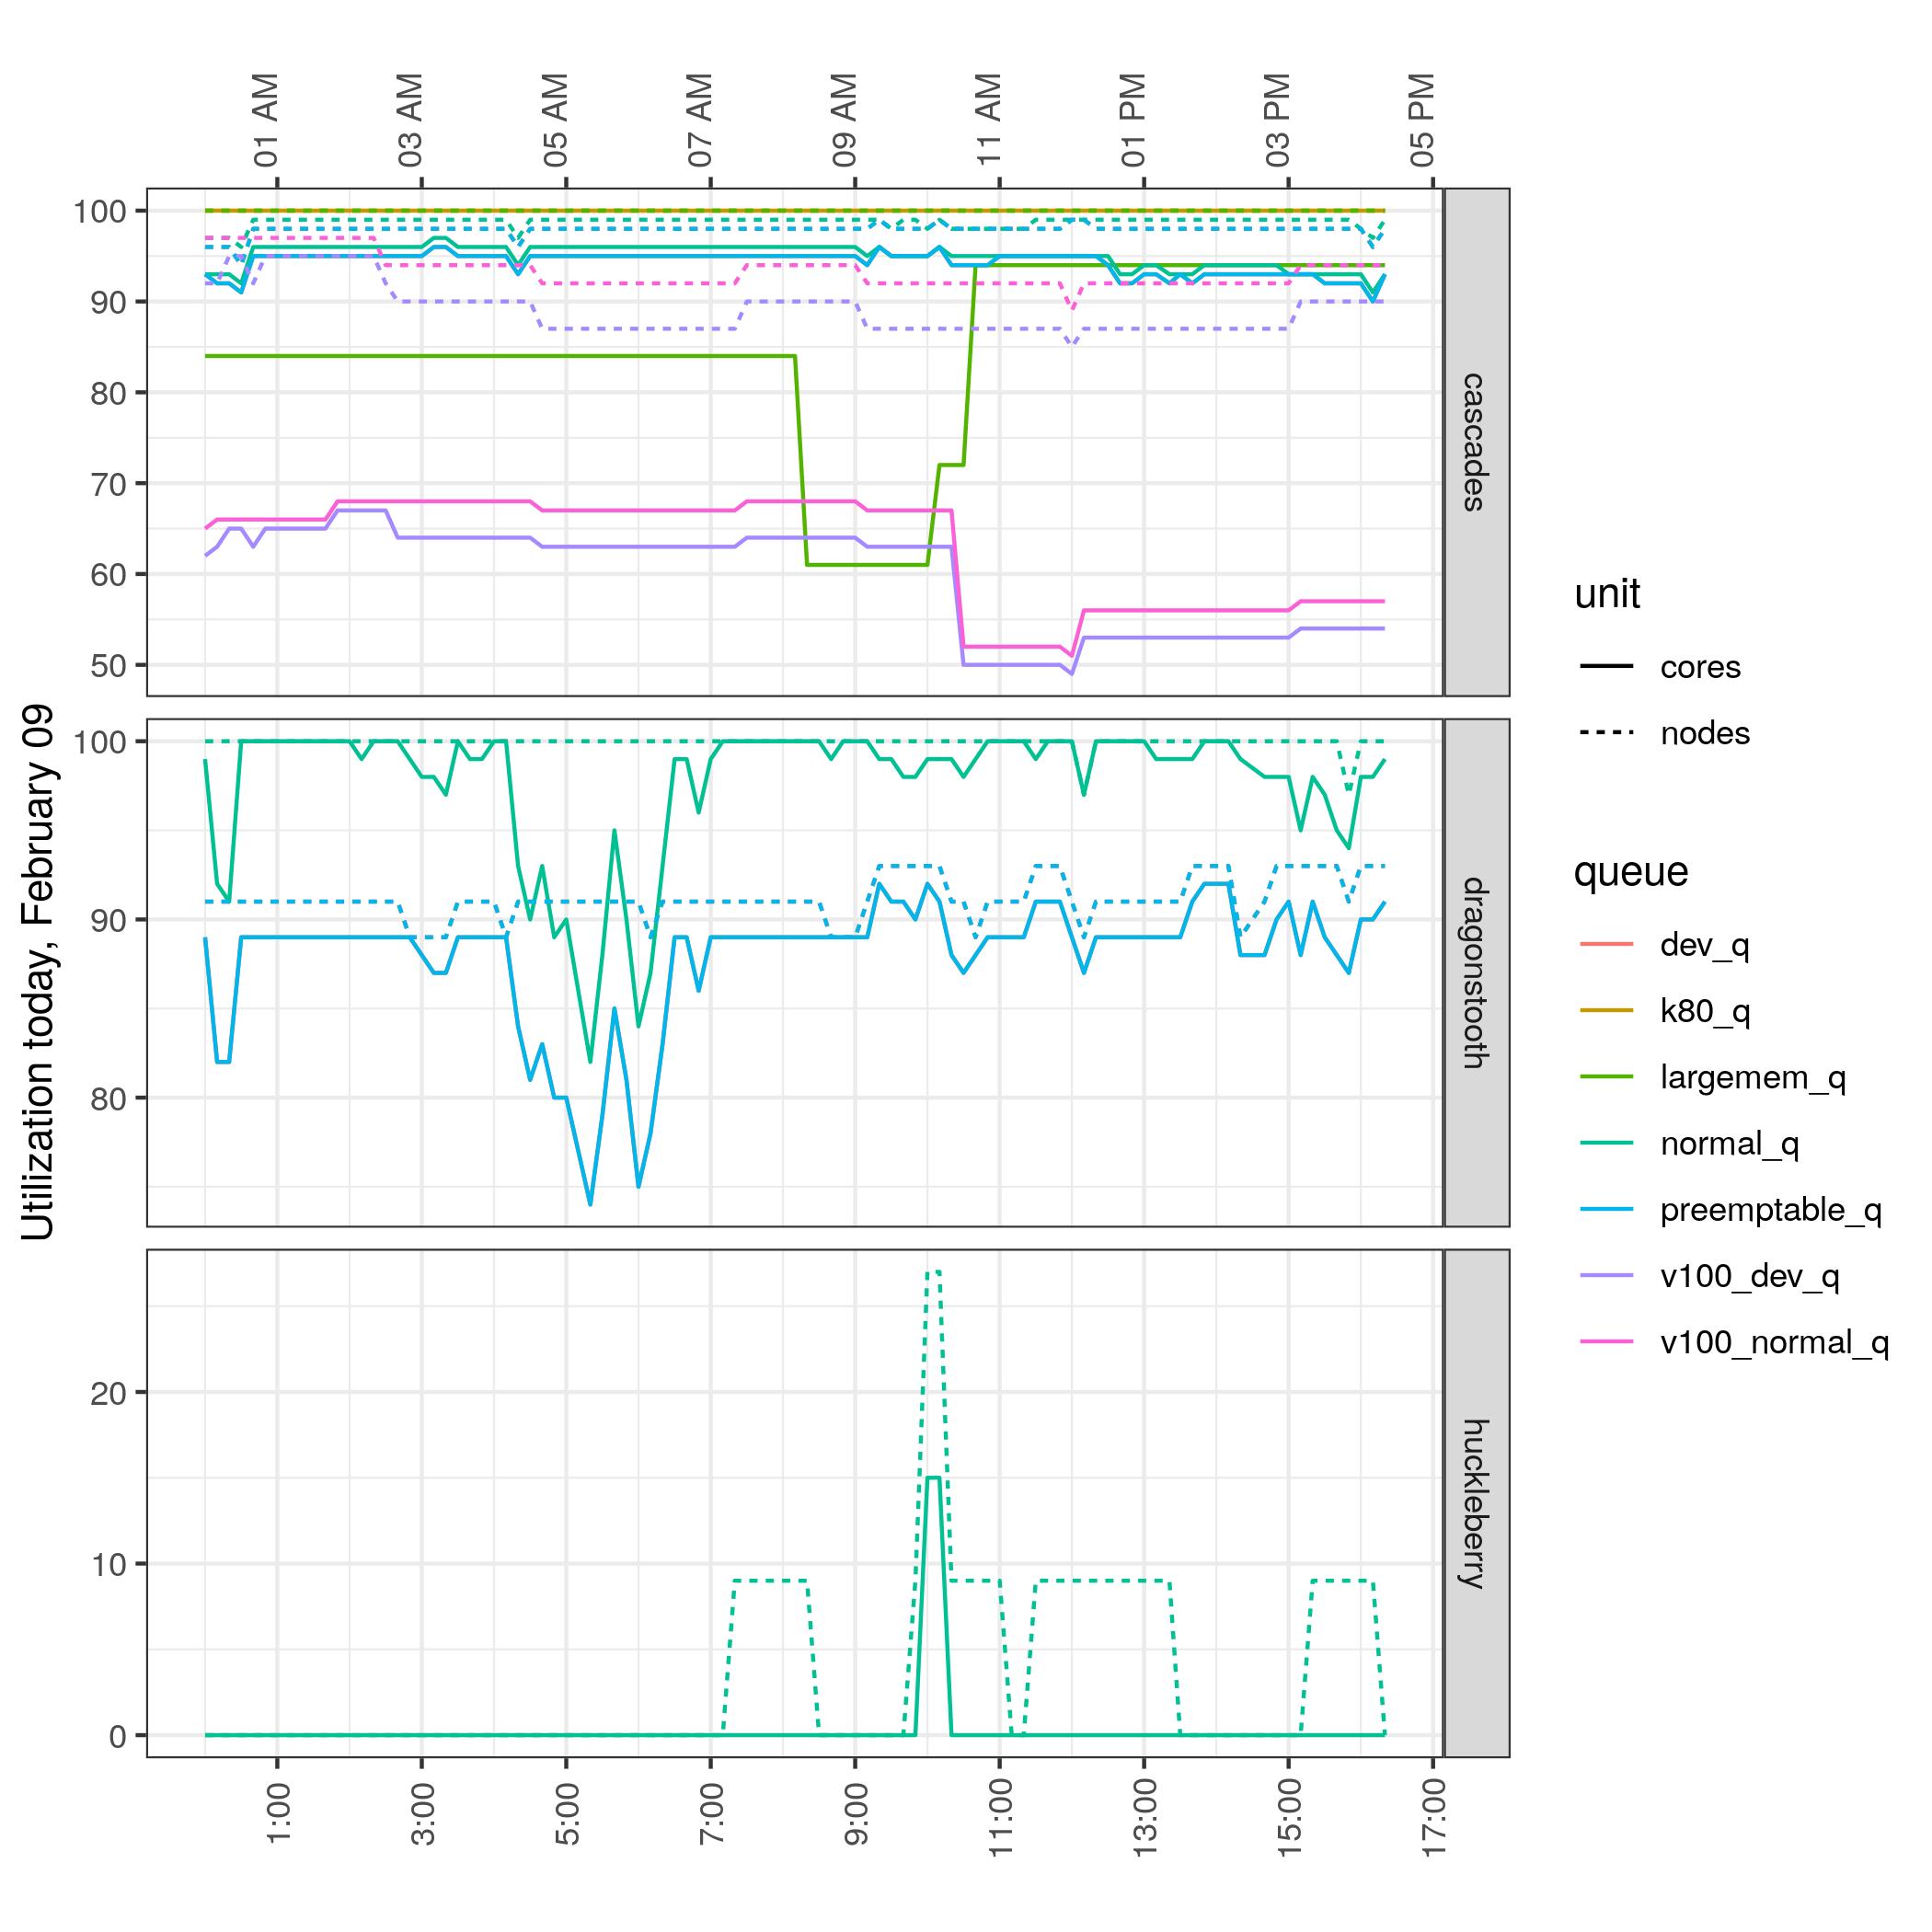 01 AM
03 AM
05 AM
07 AM
09 AM
11 AM
01 PM
03 PM
05 PM
Utilization today, February 09
100
90
80
70
60
50
cascades
100
90
80
dragonstooth
20
10
0
huckleberry
1:00
3:00
5:00
7:00
9:00
11:00
13:00
15:00
17:00
unit
cores
nodes
queue
dev_q
k80_q
largemem_q
normal_q
preemptable_q
v100_dev_q
v100_normal_q